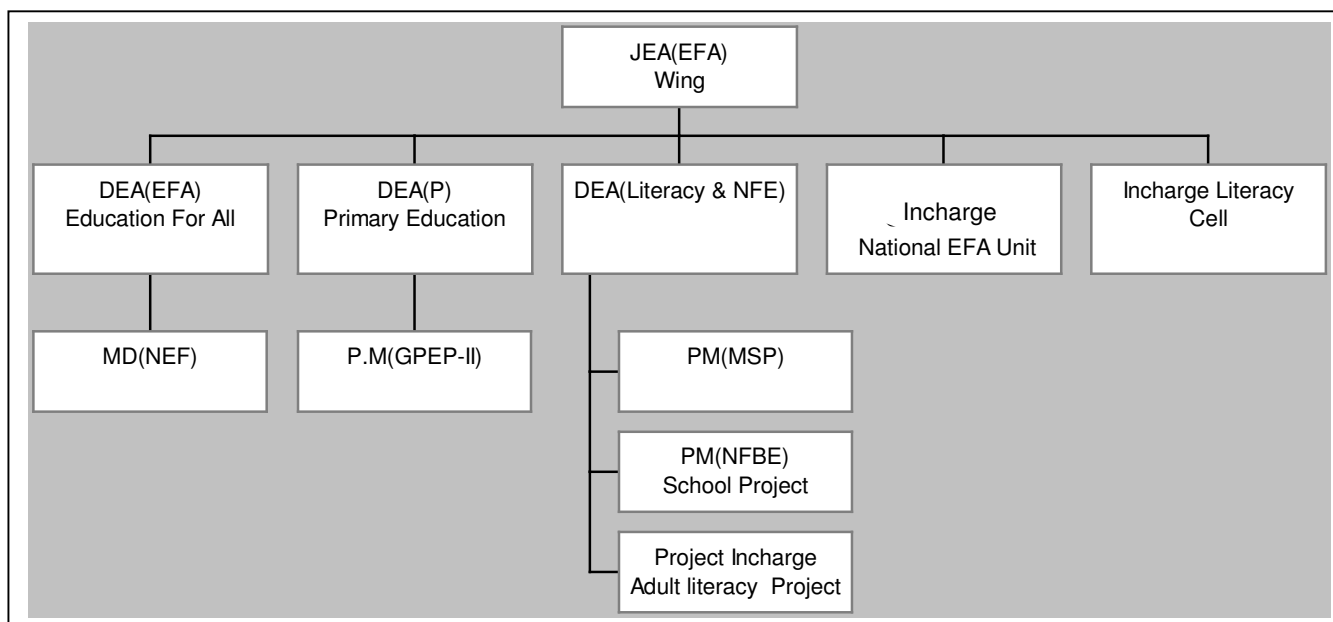 JEA(EFA)
Wing
DEA(EFA)
Education For All
DEA(P)
Primary Education
DEA(Literacy & NFE)
Incharge
National EFA Unit
Incharge Literacy
Cell
MD(NEF)
P.M(GPEP-II)
PM(MSP)
PM(NFBE)
School Project
Project Incharge
Adult literacy  Project